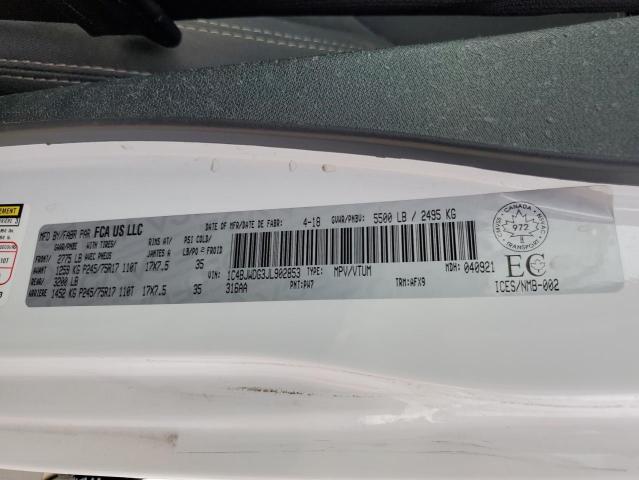 MFD BY/FABR PAR FCA US LLC
DATE OF MFR/DATE DE FABR: 4-18 GVWR/PNBV: 5500 LB / 2495 KG
GAWR/PNBE WITH TIRES/ RIMS AT/ PSI COLD/
FRONT/ 2775 LB AVEC PNEUS JANTES A LB/PO² FROID
AVANT 1259 KG P245/75R17 110T 17X7.5 35
REAR/ 3200 LB
ARRIERE 1452 KG P245/75R17 110T 17X7.5 35
VIN: 1C4BJWDG3JL902853 MPV/VTUM MDH: 040921
316AA PNT: PW7 TRM: AFX9
CANADA
972
8
TRANSPORT
EC
ICES/NMB-002